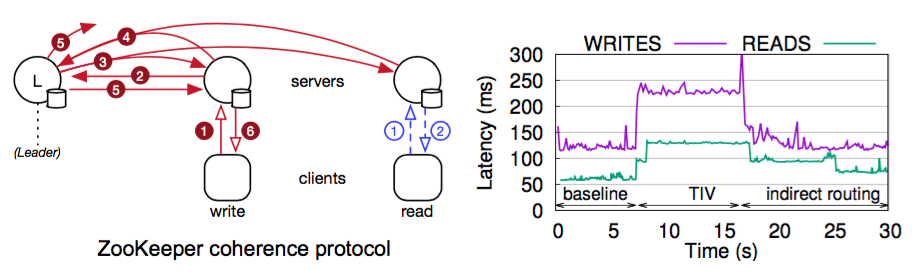 L
(Leader)
5
4
3
2
5
1
6
servers
1
2
clients
write
read
ZooKeeper coherence protocol
WRITES READS
Latency (ms)
300
250
200
150
100
50
0
baseline TIV indirect routing
0 5 10 15 20 25 30
Time (s)